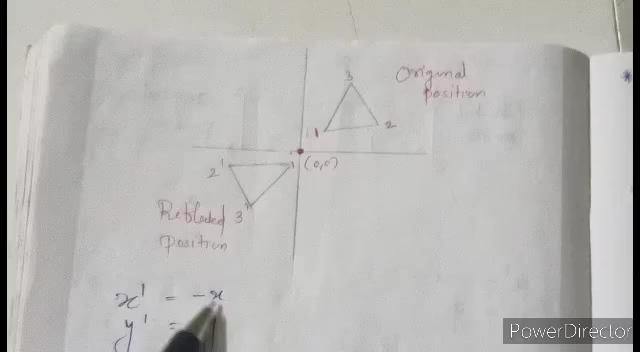 3
Original
position
1
2
2'
1'
(0,0)
Reflected
3'
position
x' = -x
y' =
PowerDirector